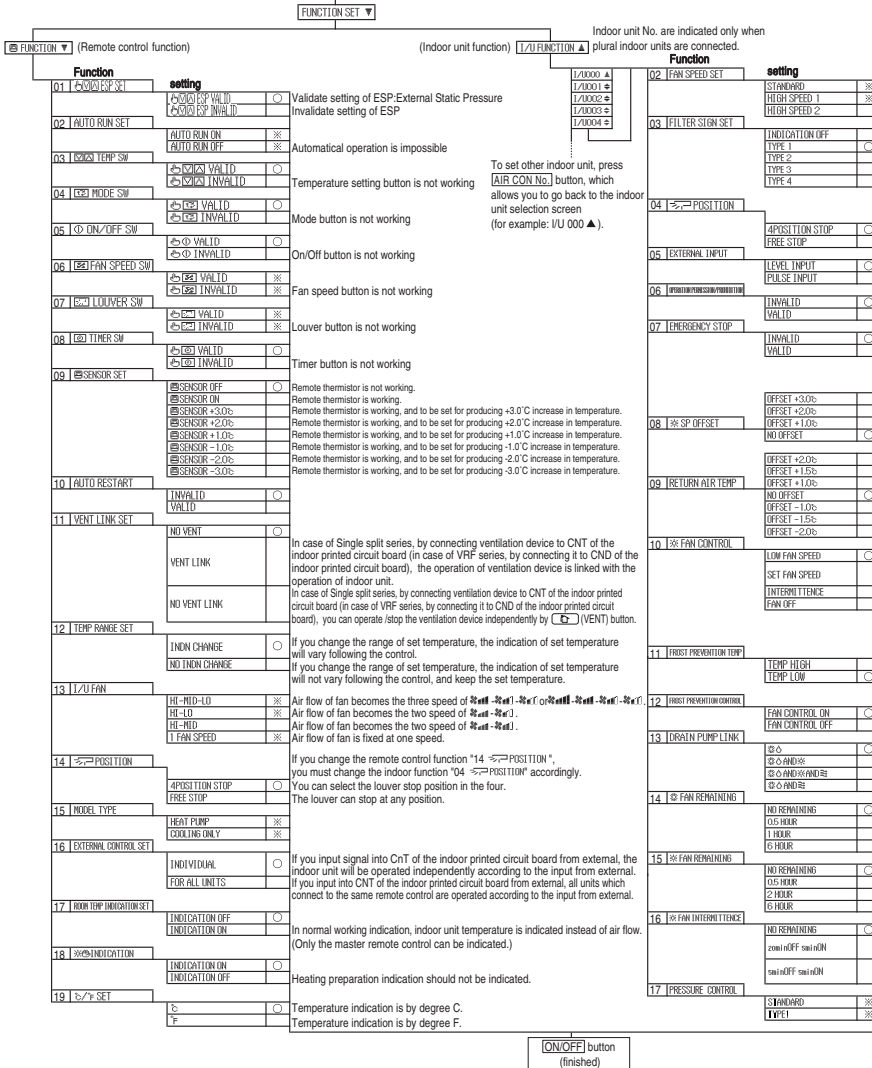 FUNCTION SET ▼
FUNCTION ▼ (Remote control function)
(Indoor unit function) I/U FUNCTION ▲
Indoor unit No. are indicated only when
plural indoor units are connected.
Function
setting
01 ESP SET
ESP VALID ○ Validate setting of ESP:External Static Pressure
ESP INVALID Invalidate setting of ESP
02 AUTO RUN SET
AUTO RUN ON ※
AUTO RUN OFF ※ Automatical operation is impossible
03 TEMP SW
VALID ○
INVALID Temperature setting button is not working
04 MODE SW
VALID ○
INVALID Mode button is not working
05 ON/OFF SW
VALID ○
INVALID On/Off button is not working
06 FAN SPEED SW
VALID ※
INVALID ※ Fan speed button is not working
07 LOUVER SW
VALID ※
INVALID ※ Louver button is not working
08 TIMER SW
VALID ○
INVALID Timer button is not working
09 SENSOR SET
SENSOR OFF ○ Remote thermistor is not working.
SENSOR ON Remote thermistor is working.
SENSOR +3.0℃ Remote thermistor is working, and to be set for producing +3.0°C increase in temperature.
SENSOR +2.0℃ Remote thermistor is working, and to be set for producing +2.0°C increase in temperature.
SENSOR +1.0℃ Remote thermistor is working, and to be set for producing +1.0°C increase in temperature.
SENSOR -1.0℃ Remote thermistor is working, and to be set for producing -1.0°C increase in temperature.
SENSOR -2.0℃ Remote thermistor is working, and to be set for producing -2.0°C increase in temperature.
SENSOR -3.0℃ Remote thermistor is working, and to be set for producing -3.0°C increase in temperature.
10 AUTO RESTART
INVALID ○
VALID
11 VENT LINK SET
NO VENT ○
VENT LINK
In case of Single split series, by connecting ventilation device to CNT of the
indoor printed circuit board (in case of VRF series, by connecting it to CND of the
indoor printed circuit board), the operation of ventilation device is linked with the
operation of indoor unit.
NO VENT LINK
In case of Single split series, by connecting ventilation device to CNT of the indoor printed
circuit board (in case of VRF series, by connecting it to CND of the indoor printed circuit
board), you can operate /stop the ventilation device independently by (VENT) button.
12 TEMP RANGE SET
INDN CHANGE ○ If you change the range of set temperature, the indication of set temperature
will vary following the control.
NO INDN CHANGE If you change the range of set temperature, the indication of set temperature
will not vary following the control, and keep the set temperature.
13 I/U FAN
HI-MID-LO ※ Air flow of fan becomes the three speed of - - or - - - .
HI-LO ※ Air flow of fan becomes the two speed of - .
HI-MID Air flow of fan becomes the two speed of - .
1 FAN SPEED ※ Air flow of fan is fixed at one speed.
14 POSITION
If you change the remote control function "14 POSITION ",
you must change the indoor function "04 POSITION" accordingly.
4POSITION STOP ○ You can select the louver stop position in the four.
FREE STOP The louver can stop at any position.
15 MODEL TYPE
HEAT PUMP ※
COOLING ONLY ※
16 EXTERNAL CONTROL SET
INDIVIDUAL ○ If you input signal into CnT of the indoor printed circuit board from external, the
indoor unit will be operated independently according to the input from external.
FOR ALL UNITS If you input into CNT of the indoor printed circuit board from external, all units which
connect to the same remote control are operated according to the input from external.
17 ROOM TEMP INDICATION SET
INDICATION OFF ○
INDICATION ON In normal working indication, indoor unit temperature is indicated instead of air flow.
(Only the master remote control can be indicated.)
18 INDICATION
INDICATION ON ○
INDICATION OFF Heating preparation indication should not be indicated.
19 ℃/℉ SET
℃ ○ Temperature indication is by degree C.
℉ Temperature indication is by degree F.
I/U000 ▲
I/U001
I/U002
I/U003
I/U004
To set other indoor unit, press
AIR CON No. button, which
allows you to go back to the indoor
unit selection screen
(for example: I/U 000 ▲ ).
Function
setting
02 FAN SPEED SET
STANDARD ※
HIGH SPEED 1 ※
HIGH SPEED 2
03 FILTER SIGN SET
INDICATION OFF
TYPE 1 ○
TYPE 2
TYPE 3
TYPE 4
04 POSITION
4POSITION STOP ○
FREE STOP
05 EXTERNAL INPUT
LEVEL INPUT ○
PULSE INPUT
06 OPERATION PERMISSION/PROHIBITION
INVALID ○
VALID
07 EMERGENCY STOP
INVALID ○
VALID
OFFSET +3.0℃
OFFSET +2.0℃
OFFSET +1.0℃
08 SP OFFSET
NO OFFSET ○
OFFSET +2.0℃
OFFSET +1.5℃
OFFSET +1.0℃
09 RETURN AIR TEMP
NO OFFSET ○
OFFSET -1.0℃
OFFSET -1.5℃
OFFSET -2.0℃
10 FAN CONTROL
LOW FAN SPEED ○
SET FAN SPEED
INTERMITTENCE
FAN OFF
11 FROST PREVENTION TEMP
TEMP HIGH
TEMP LOW ○
12 FROST PREVENTION CONTROL
FAN CONTROL ON ○
FAN CONTROL OFF
13 DRAIN PUMP LINK
○
AND
AND AND
AND
14 FAN REMAINING
NO REMAINING ○
0.5 HOUR
1 HOUR
6 HOUR
15 FAN REMAINING
NO REMAINING ○
0.5 HOUR
2 HOUR
6 HOUR
16 FAN INTERMITTENCE
NO REMAINING ○
20minOFF 5minON
5minOFF 5minON
17 PRESSURE CONTROL
STANDARD ※
TYPE1 ※
ON/OFF button
(finished)